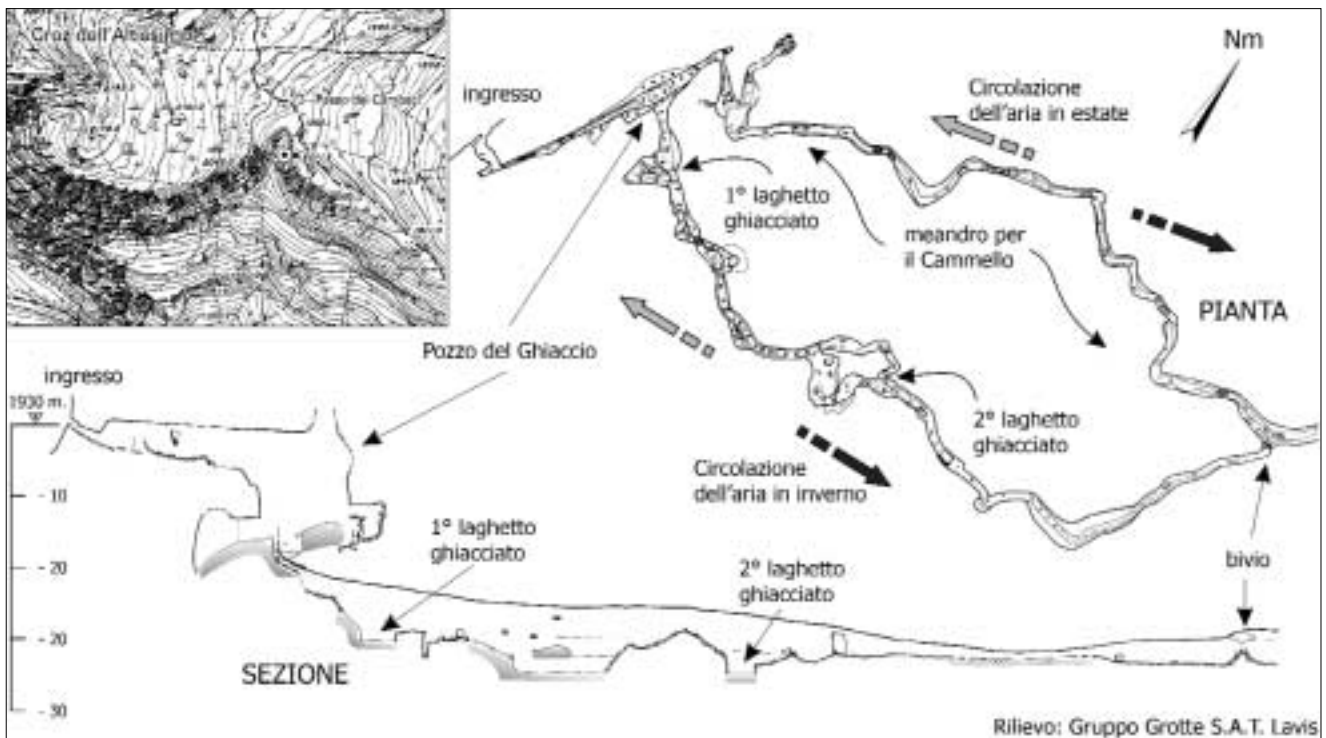 Croz dell'Altissimo
ingresso
Circolazione
dell'aria in estate
Nm
1° laghetto
ghiacciato
meandro per
il Cammello
PIANTA
Pozzo del Ghiaccio
2° laghetto
ghiacciato
Circolazione
dell'aria in inverno
ingresso
1930 m.
- 10
- 20
- 20
- 30
1° laghetto
ghiacciato
2° laghetto
ghiacciato
bivio
SEZIONE
Rilievo: Gruppo Grotte S.A.T. Lavis